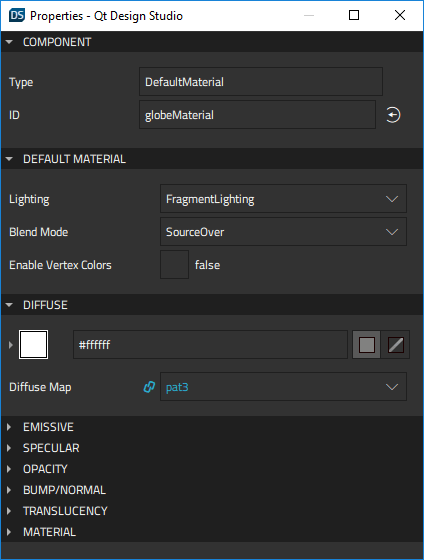 DS Properties - Qt Design Studio
COMPONENT
Type DefaultMaterial
ID globeMaterial
DEFAULT MATERIAL
Lighting FragmentLighting
Blend Mode SourceOver
Enable Vertex Colors false
DIFFUSE
#ffffff
Diffuse Map pat3
EMISSIVE
SPECULAR
OPACITY
BUMP/NORMAL
TRANSLUCENCY
MATERIAL